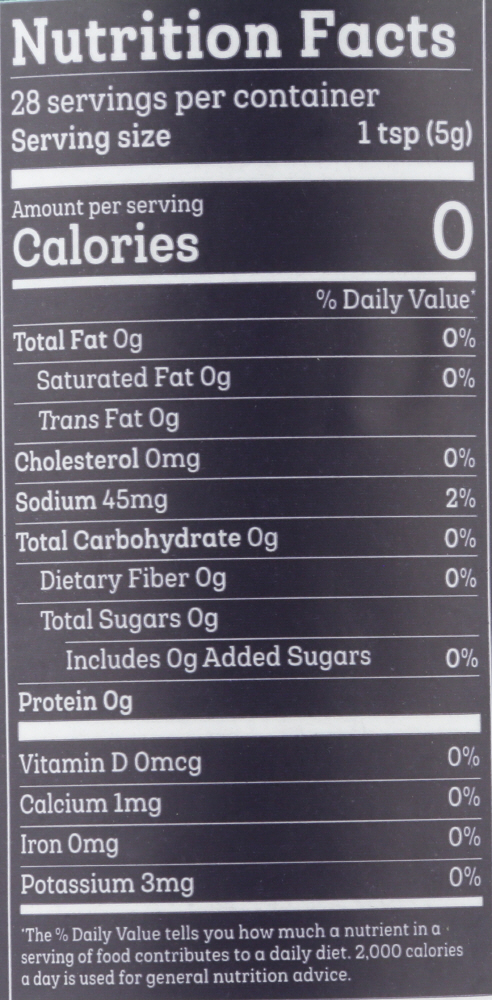 Nutrition Facts
28 servings per container
Serving size 1 tsp (5g)
Amount per serving
Calories 0
% Daily Value*
Total Fat 0g 0%
Saturated Fat 0g 0%
Trans Fat 0g
Cholesterol 0mg 0%
Sodium 45mg 2%
Total Carbohydrate 0g 0%
Dietary Fiber 0g 0%
Total Sugars 0g
Includes 0g Added Sugars 0%
Protein 0g
Vitamin D 0mcg 0%
Calcium 1mg 0%
Iron 0mg 0%
Potassium 3mg 0%
*The % Daily Value tells you how much a nutrient in a
serving of food contributes to a daily diet. 2,000 calories
a day is used for general nutrition advice.